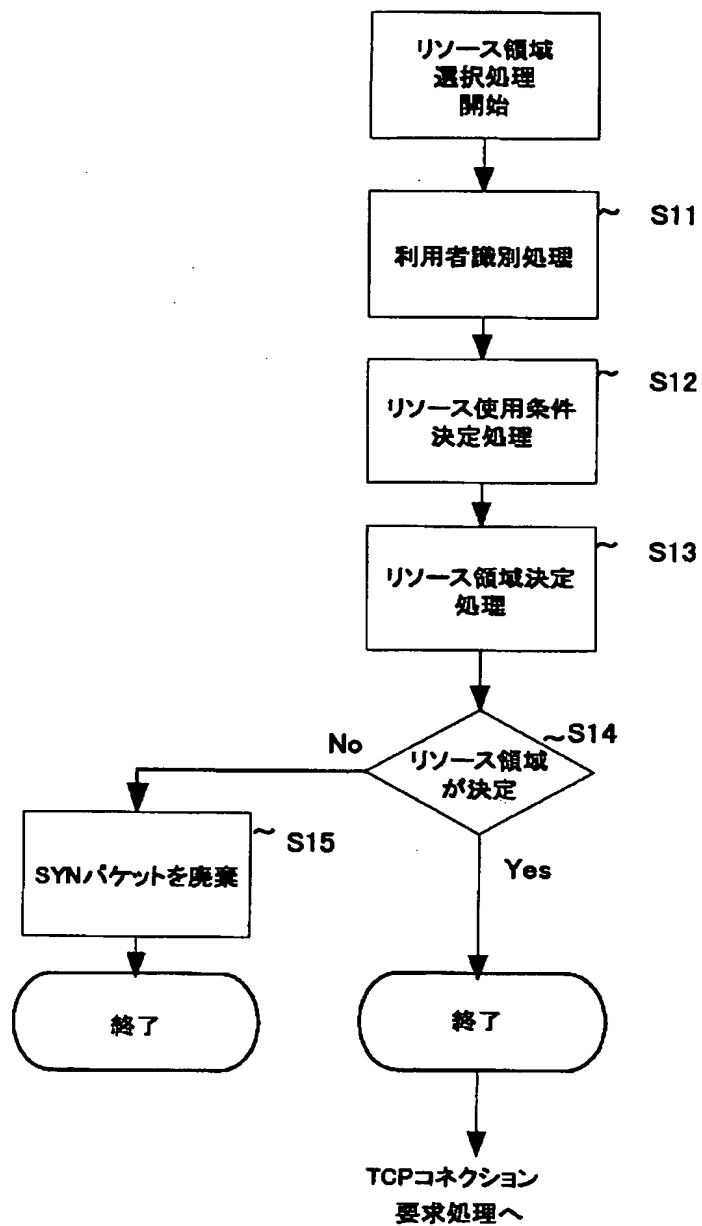 リソース領域
選択処理
開始
～ S11
利用者識別処理
～ S12
リソース使用条件
決定処理
～ S13
リソース領域決定
処理
～S14
No
リソース領域
が決定
～ S15
Yes
SYNパケットを廃棄
終了
終了
TCPコネクション
要求処理へ